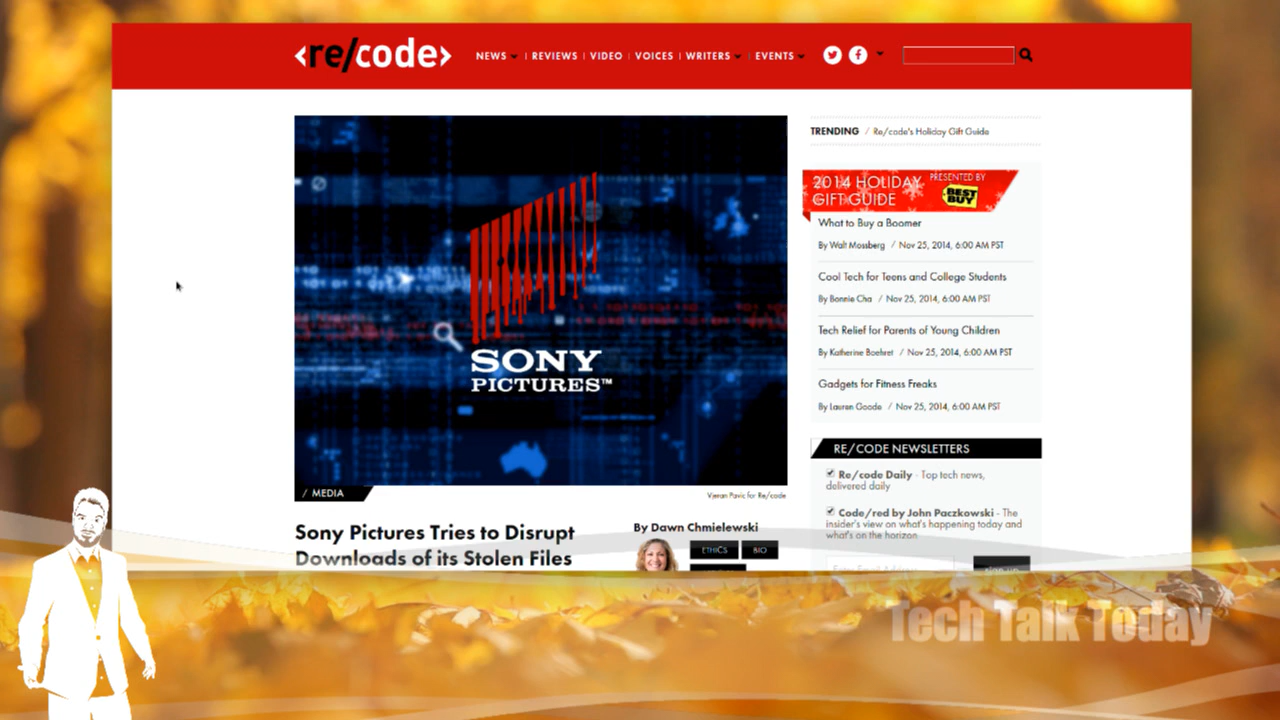 <re/code>
NEWS REVIEWS VIDEO VOICES WRITERS EVENTS
TRENDING / Re/code's Holiday Gift Guide
2014 HOLIDAY GIFT GUIDE
PRESENTED BY
BEST BUY
What to Buy a Boomer
By Walt Mossberg / Nov 25, 2014, 6:00 AM PST
Cool Tech for Teens and College Students
By Bonnie Cha / Nov 25, 2014, 6:00 AM PST
Tech Relief for Parents of Young Children
By Katherine Boehret / Nov 25, 2014, 6:00 AM PST
Gadgets for Fitness Freaks
By Lauren Goode / Nov 25, 2014, 6:00 AM PST
SONY
PICTURES™
/ MEDIA
Vjeran Pavic for Re/code
Sony Pictures Tries to Disrupt
Downloads of its Stolen Files
By Dawn Chmielewski
ETHICS BIO
RE/CODE NEWSLETTERS
Re/code Daily - Top tech news,
delivered daily
Code/red by John Paczkowski - The
insider's view on what's happening today and
what's on the horizon
Tech Talk Today